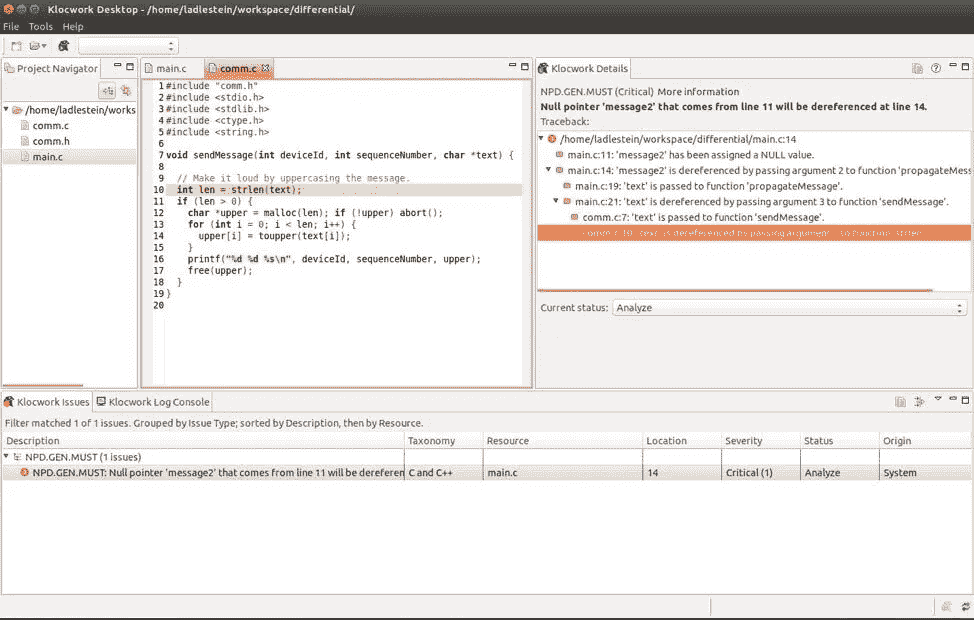 Klocwork Desktop - /home/ladlestein/workspace/differential/
File Tools Help
Project Navigator
/home/ladlestein/works
comm.c
comm.h
main.c
main.c
comm.c
1 #include "comm.h"
2 #include <stdio.h>
3 #include <stdlib.h>
4 #include <ctype.h>
5 #include <string.h>
6
7 void sendMessage(int deviceId, int sequenceNumber, char *text) {
8
9 // Make it loud by uppercasing the message.
10 int len = strlen(text);
11 if (len > 0) {
12 char *upper = malloc(len); if (!upper) abort();
13 for (int i = 0; i < len; i++) {
14 upper[i] = toupper(text[i]);
15 }
16 printf("%d %d %s\n", deviceId, sequenceNumber, upper);
17 free(upper);
18 }
19 }
20
Klocwork Details
NPD.GEN.MUST (Critical) More information
Null pointer 'message2' that comes from line 11 will be dereferenced at line 14.
Traceback:
/home/ladlestein/workspace/differential/main.c:14
main.c:11: 'message2' has been assigned a NULL value.
main.c:14: 'message2' is dereferenced by passing argument 2 to function 'propagateMess
main.c:19: 'text' is passed to function 'propagateMessage'.
main.c:21: 'text' is dereferenced by passing argument 3 to function 'sendMessage'.
comm.c:7: 'text' is passed to function 'sendMessage'.
comm.c:10: 'text' is dereferenced by passing argument to function 'strlen'
Current status: Analyze
Klocwork Issues
Klocwork Log Console
Filter matched 1 of 1 issues. Grouped by Issue Type; sorted by Description, then by Resource.
Description Taxonomy Resource Location Severity Status Origin
NPD.GEN.MUST (1 issues)
NPD.GEN.MUST: Null pointer 'message2' that comes from line 11 will be dereferen C and C++ main.c 14 Critical (1) Analyze System